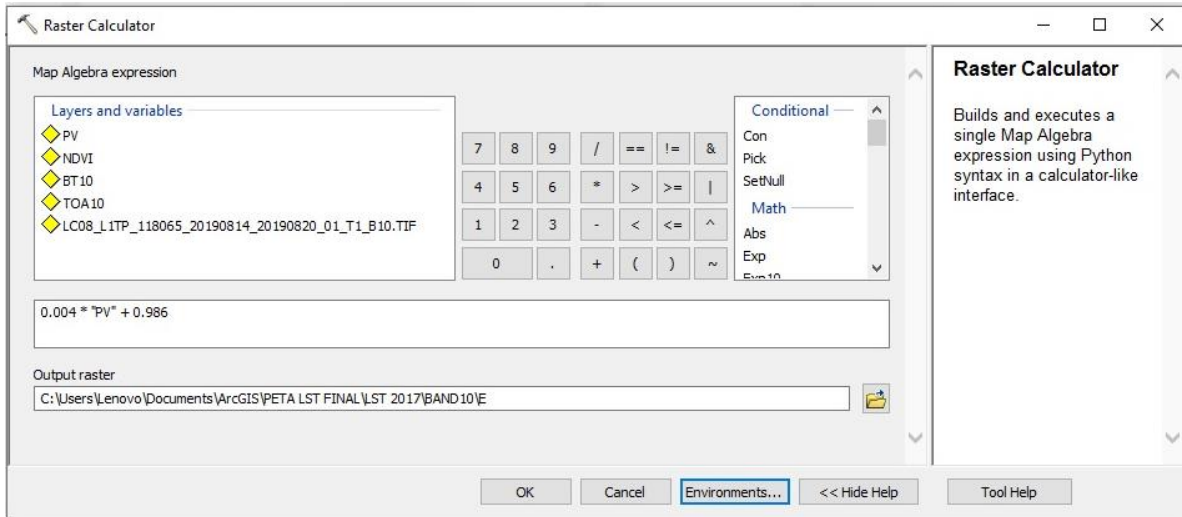 Raster Calculator
Map Algebra expression
Layers and variables
PV
NDVI
BT10
TOA10
LC08_L1TP_118065_20190814_20190820_01_T1_B10.TIF
7 8 9 / == != &
4 5 6 * > >= |
1 2 3 - < <= ^
0 . + ( ) ~
Conditional
Con
Pick
SetNull
Math
Abs
Exp
Exp10
0.004 * "PV" + 0.986
Output raster
C:\Users\Lenovo\Documents\ArcGIS\PETA LST FINAL\LST 2017\BAND10\E
OK Cancel Environments... << Hide Help Tool Help
Raster Calculator
Builds and executes a
single Map Algebra
expression using Python
syntax in a calculator-like
interface.